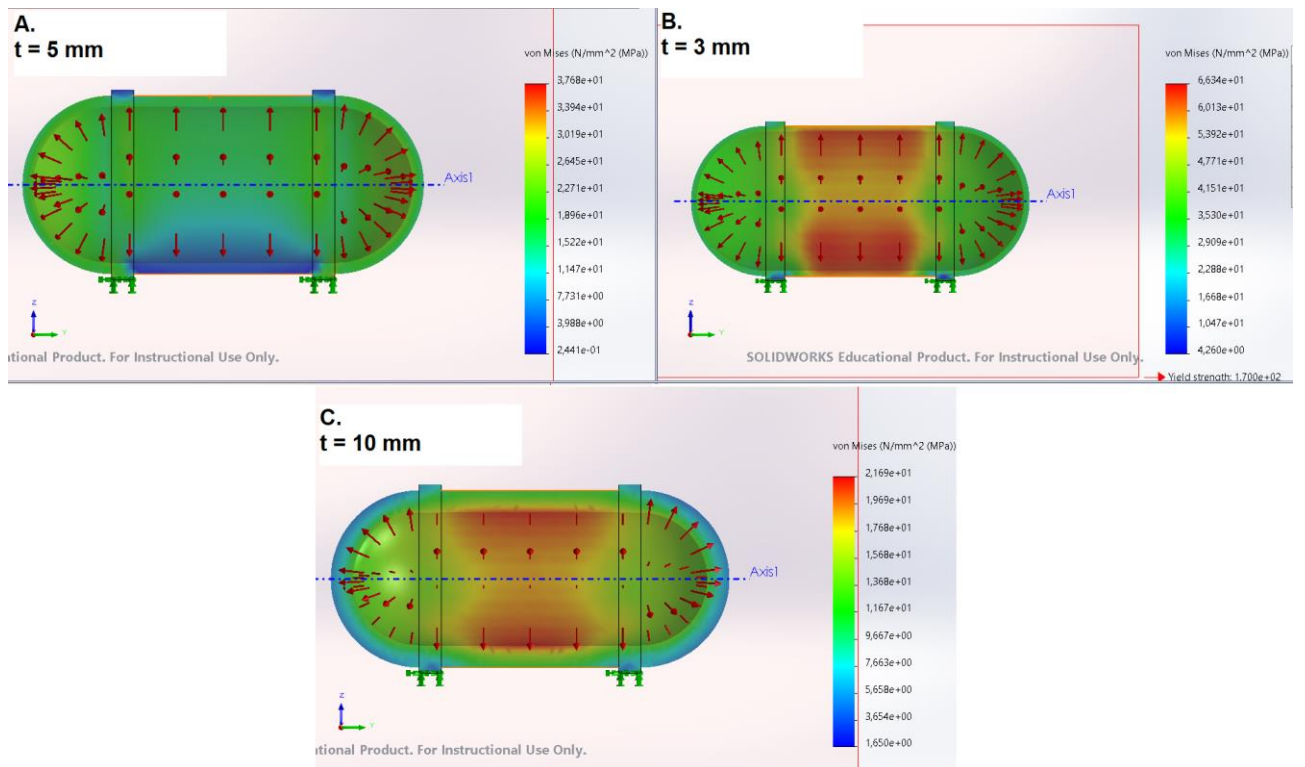 A.
t = 5 mm
von Mises (N/mm^2 (MPa))
3,768e+01
3,394e+01
3,019e+01
2,645e+01
2,271e+01
1,896e+01
1,522e+01
1,147e+01
7,731e+00
3,988e+00
2,441e-01
Axis1
Z
Y
cational Product. For Instructional Use Only.
B.
t = 3 mm
von Mises (N/mm^2 (MPa))
6,634e+01
6,013e+01
5,392e+01
4,771e+01
4,151e+01
3,530e+01
2,909e+01
2,288e+01
1,668e+01
1,047e+01
4,260e+00
Axis1
Z
Y
SOLIDWORKS Educational Product. For Instructional Use Only.
Yield strength: 1,700e+02
C.
t = 10 mm
von Mises (N/mm^2 (MPa))
2,169e+01
1,969e+01
1,768e+01
1,568e+01
1,368e+01
1,167e+01
9,667e+00
7,663e+00
5,658e+00
3,654e+00
1,650e+00
Axis1
Z
Y
itional Product. For Instructional Use Only.